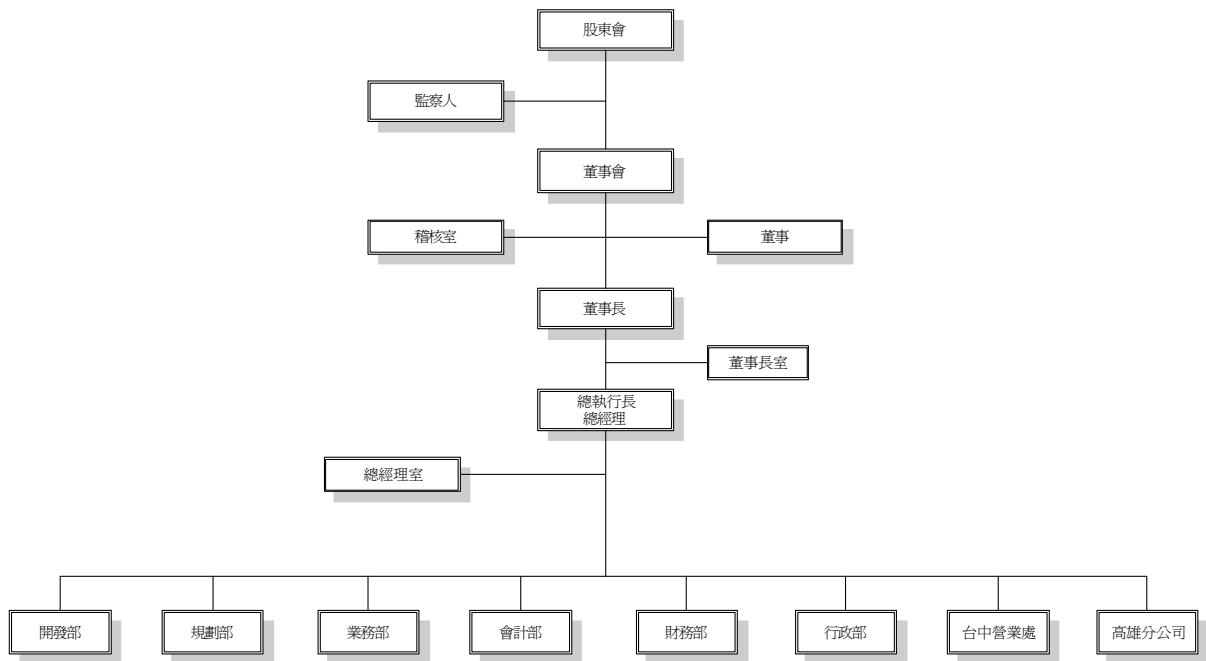 股東會
監察人
董事會
稽核室
董事
董事長
董事長室
總執行長
總經理
總經理室
開發部
規劃部
業務部
會計部
財務部
行政部
台中營業處
高雄分公司